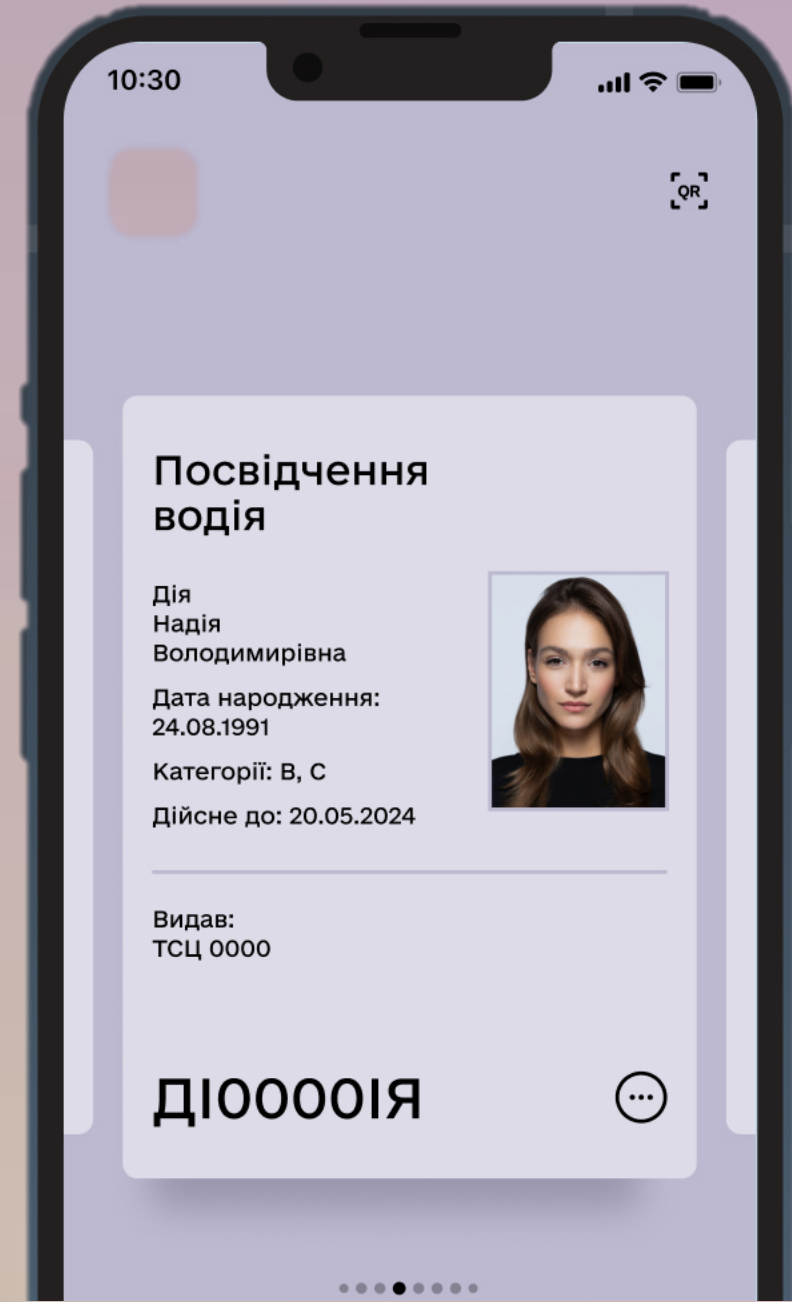 10:30
QR
Посвідчення
водія
Дія
Надія
Володимирівна
Дата народження:
24.08.1991
Категорії: B, C
Дійсне до: 20.05.2024
Видав:
ТСЦ 0000
ДІ0000ІЯ